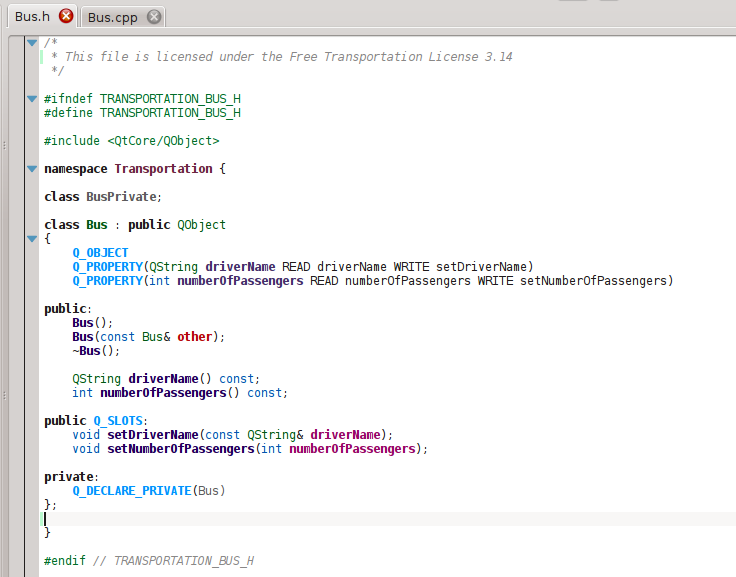 Bus.h Bus.cpp
/*
 * This file is licensed under the Free Transportation License 3.14
 */

#ifndef TRANSPORTATION_BUS_H
#define TRANSPORTATION_BUS_H

#include <QtCore/QObject>

namespace Transportation {

class BusPrivate;

class Bus : public QObject
{
    Q_OBJECT
    Q_PROPERTY(QString driverName READ driverName WRITE setDriverName)
    Q_PROPERTY(int numberOfPassengers READ numberOfPassengers WRITE setNumberOfPassengers)

public:
    Bus();
    Bus(const Bus& other);
    ~Bus();

    QString driverName() const;
    int numberOfPassengers() const;

public Q_SLOTS:
    void setDriverName(const QString& driverName);
    void setNumberOfPassengers(int numberOfPassengers);

private:
    Q_DECLARE_PRIVATE(Bus)
};

}

#endif // TRANSPORTATION_BUS_H